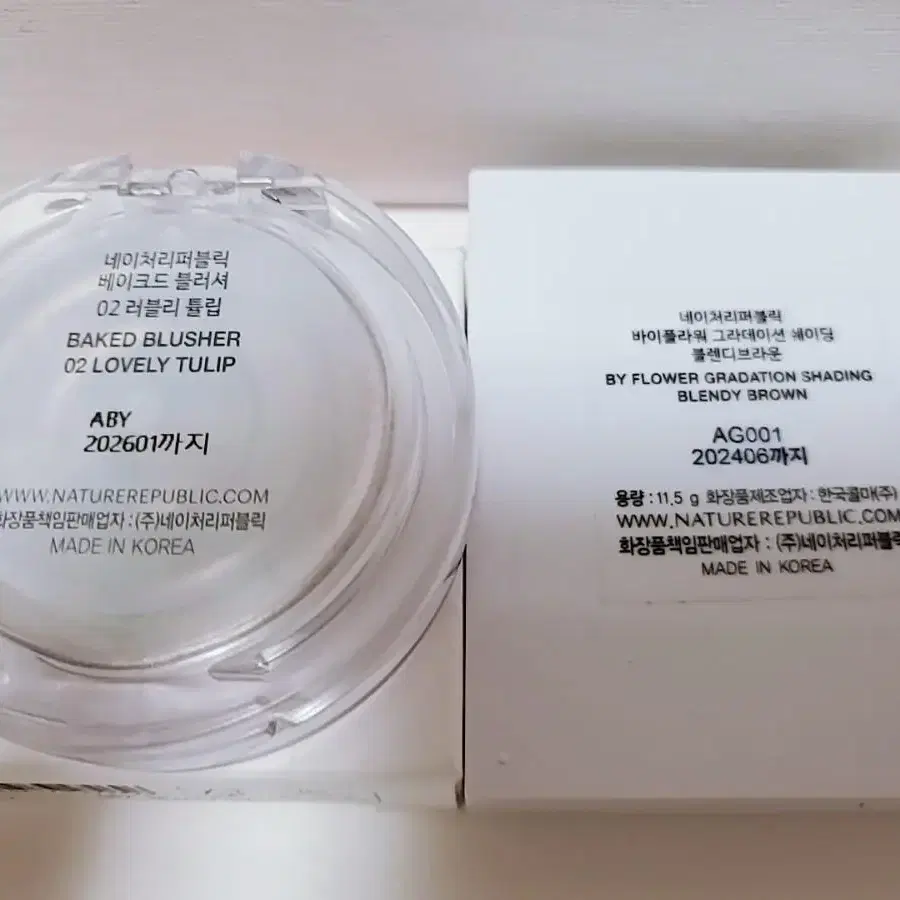 네이처리퍼블릭
베이크드 블러셔
02 러블리 튤립
BAKED BLUSHER
02 LOVELY TULIP
ABY
202601까지
WWW.NATUREREPUBLIC.COM
화장품책임판매업자 : (주)네이처리퍼블릭
MADE IN KOREA
네이처리퍼블릭
바이플라워 그라데이션 쉐이딩
블렌디브라운
BY FLOWER GRADATION SHADING
BLENDY BROWN
AG001
202406까지
용량 : 11.5 g 화장품제조업자 : 한국콜마(주)
WWW.NATUREREPUBLIC.COM
화장품책임판매업자 : (주)네이처리퍼블릭
MADE IN KOREA